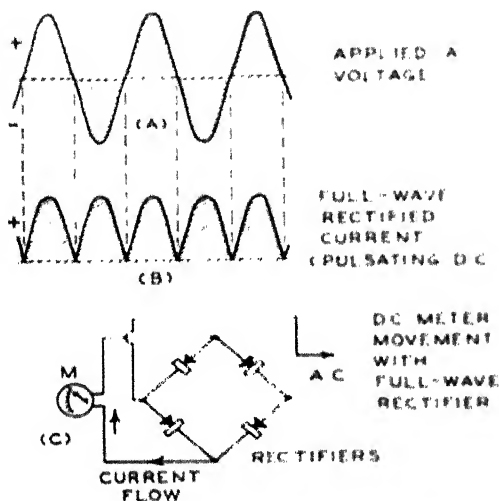 +
-
(A)
APPLIED A
VOLTAGE
+
(B)
FULL-WAVE
RECTIFIED
CURRENT
(PULSATING DC
M
(C)
AC
DC METER
MOVEMENT
WITH
FULL-WAVE
RECTIFIER
RECTIFIERS
CURRENT
FLOW